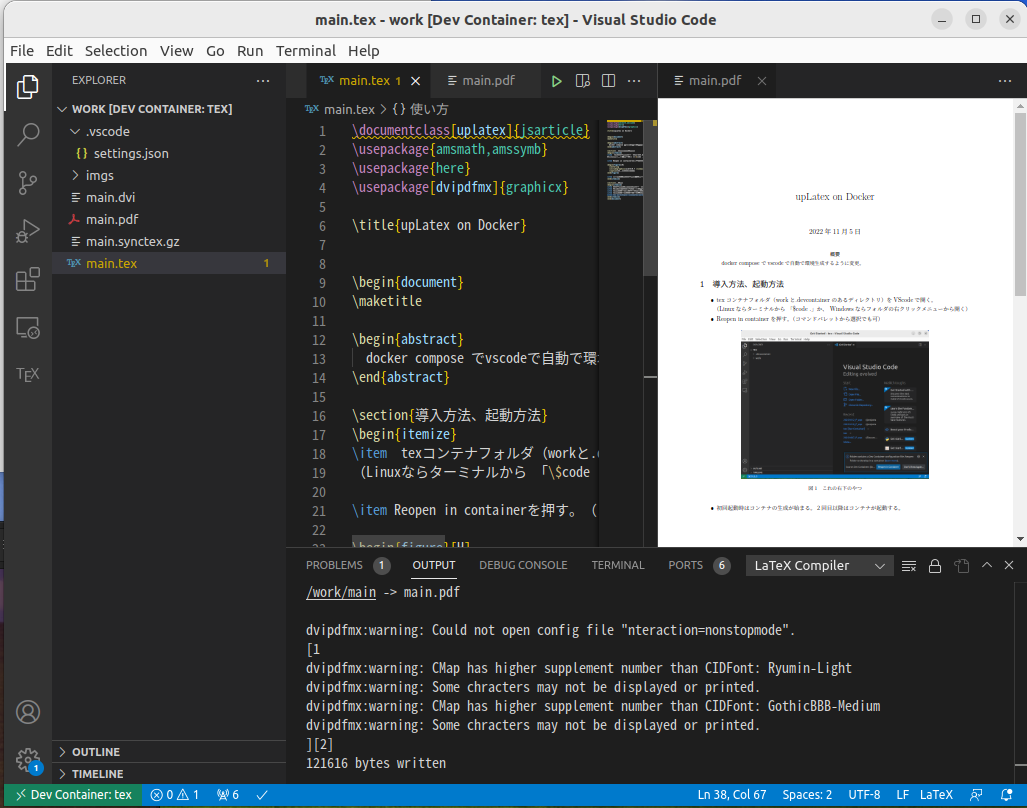 main.tex - work [Dev Container: tex] - Visual Studio Code
File Edit Selection View Go Run Terminal Help
EXPLORER
WORK [DEV CONTAINER: TEX]
.vscode
{} settings.json
imgs
main.dvi
main.pdf
main.synctex.gz
TEX main.tex 1
OUTLINE
TIMELINE
TEX
1
TEX main.tex 1
main.pdf
TEX main.tex > {} 使い方
1 \documentclass[uplatex]{jsarticle}
2 \usepackage{amsmath,amssymb}
3 \usepackage{here}
4 \usepackage[dvipdfmx]{graphicx}
5
6 \title{upLatex on Docker}
7
8
9 \begin{document}
10 \maketitle
11
12 \begin{abstract}
13 docker compose でvscodeで自動で環
14 \end{abstract}
15
16 \section{導入方法、起動方法}
17 \begin{itemize}
18 \item texコンテナフォルダ（workと.
19 （Linuxならターミナルから 「\$code
20
21 \item Reopen in containerを押す。（
22
\begin{figure}[H]
main.pdf
upLatex on Docker
2022 年 11 月 5 日
概要
docker compose で vscode で自動で環境生成するように変更。
1 導入方法、起動方法
• tex コンテナフォルダ（work と.devcontainer のあるディレクトリ）を VScode で開く。
（Linux ならターミナルから 「$code .」か、 Windows ならフォルダの右クリックメニューから開く）
• Reopen in container を押す。（コマンドパレットから選択でも可）
Visual Studio Code
Editing evolved
図 1 これの右下のやつ
• 初回起動時はコンテナの生成が始まる。２回目以降はコンテナが起動する。
PROBLEMS 1 OUTPUT DEBUG CONSOLE TERMINAL PORTS 6 LaTeX Compiler
/work/main -> main.pdf
dvipdfmx:warning: Could not open config file "nteraction=nonstopmode".
[1
dvipdfmx:warning: CMap has higher supplement number than CIDFont: Ryumin-Light
dvipdfmx:warning: Some chracters may not be displayed or printed.
dvipdfmx:warning: CMap has higher supplement number than CIDFont: GothicBBB-Medium
dvipdfmx:warning: Some chracters may not be displayed or printed.
][2]
121616 bytes written
Dev Container: tex 0 1 6 Ln 38, Col 67 Spaces: 2 UTF-8 LF LaTeX